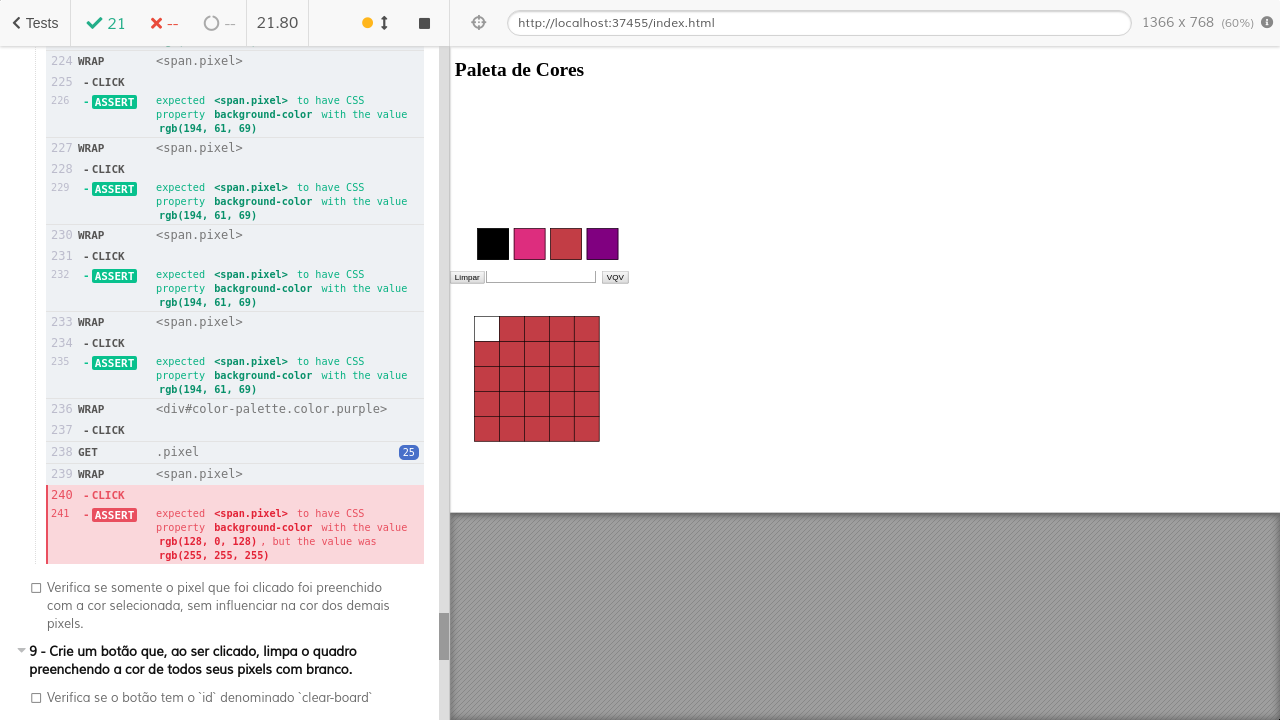 Tests
21
--
--
21.80
http://localhost:37455/index.html
1366 x 768 (60%)
224 WRAP <span.pixel>
225 -CLICK
226 -ASSERT expected <span.pixel> to have CSS
property background-color with the value
rgb(194, 61, 69)
227 WRAP <span.pixel>
228 -CLICK
229 -ASSERT expected <span.pixel> to have CSS
property background-color with the value
rgb(194, 61, 69)
230 WRAP <span.pixel>
231 -CLICK
232 -ASSERT expected <span.pixel> to have CSS
property background-color with the value
rgb(194, 61, 69)
233 WRAP <span.pixel>
234 -CLICK
235 -ASSERT expected <span.pixel> to have CSS
property background-color with the value
rgb(194, 61, 69)
236 WRAP <div#color-palette.color.purple>
237 -CLICK
238 GET .pixel 25
239 WRAP <span.pixel>
240 -CLICK
241 -ASSERT expected <span.pixel> to have CSS
property background-color with the value
rgb(128, 0, 128), but the value was
rgb(255, 255, 255)
Verifica se somente o pixel que foi clicado foi preenchido
com a cor selecionada, sem influenciar na cor dos demais
pixels.
9 - Crie um botão que, ao ser clicado, limpa o quadro
preenchendo a cor de todos seus pixels com branco.
Verifica se o botão tem o `id` denominado `clear-board`
Paleta de Cores
Limpar
VQV